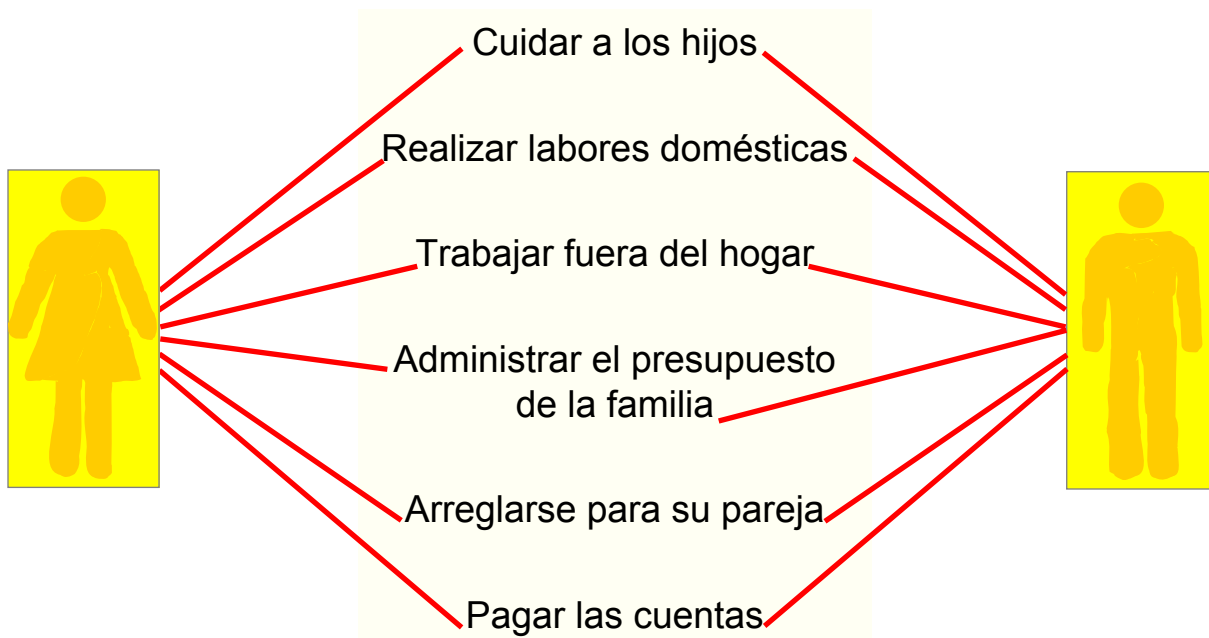 Cuidar a los hijos
Realizar labores domésticas
Trabajar fuera del hogar
Administrar el presupuesto
de la familia
Arreglarse para su pareja
Pagar las cuentas